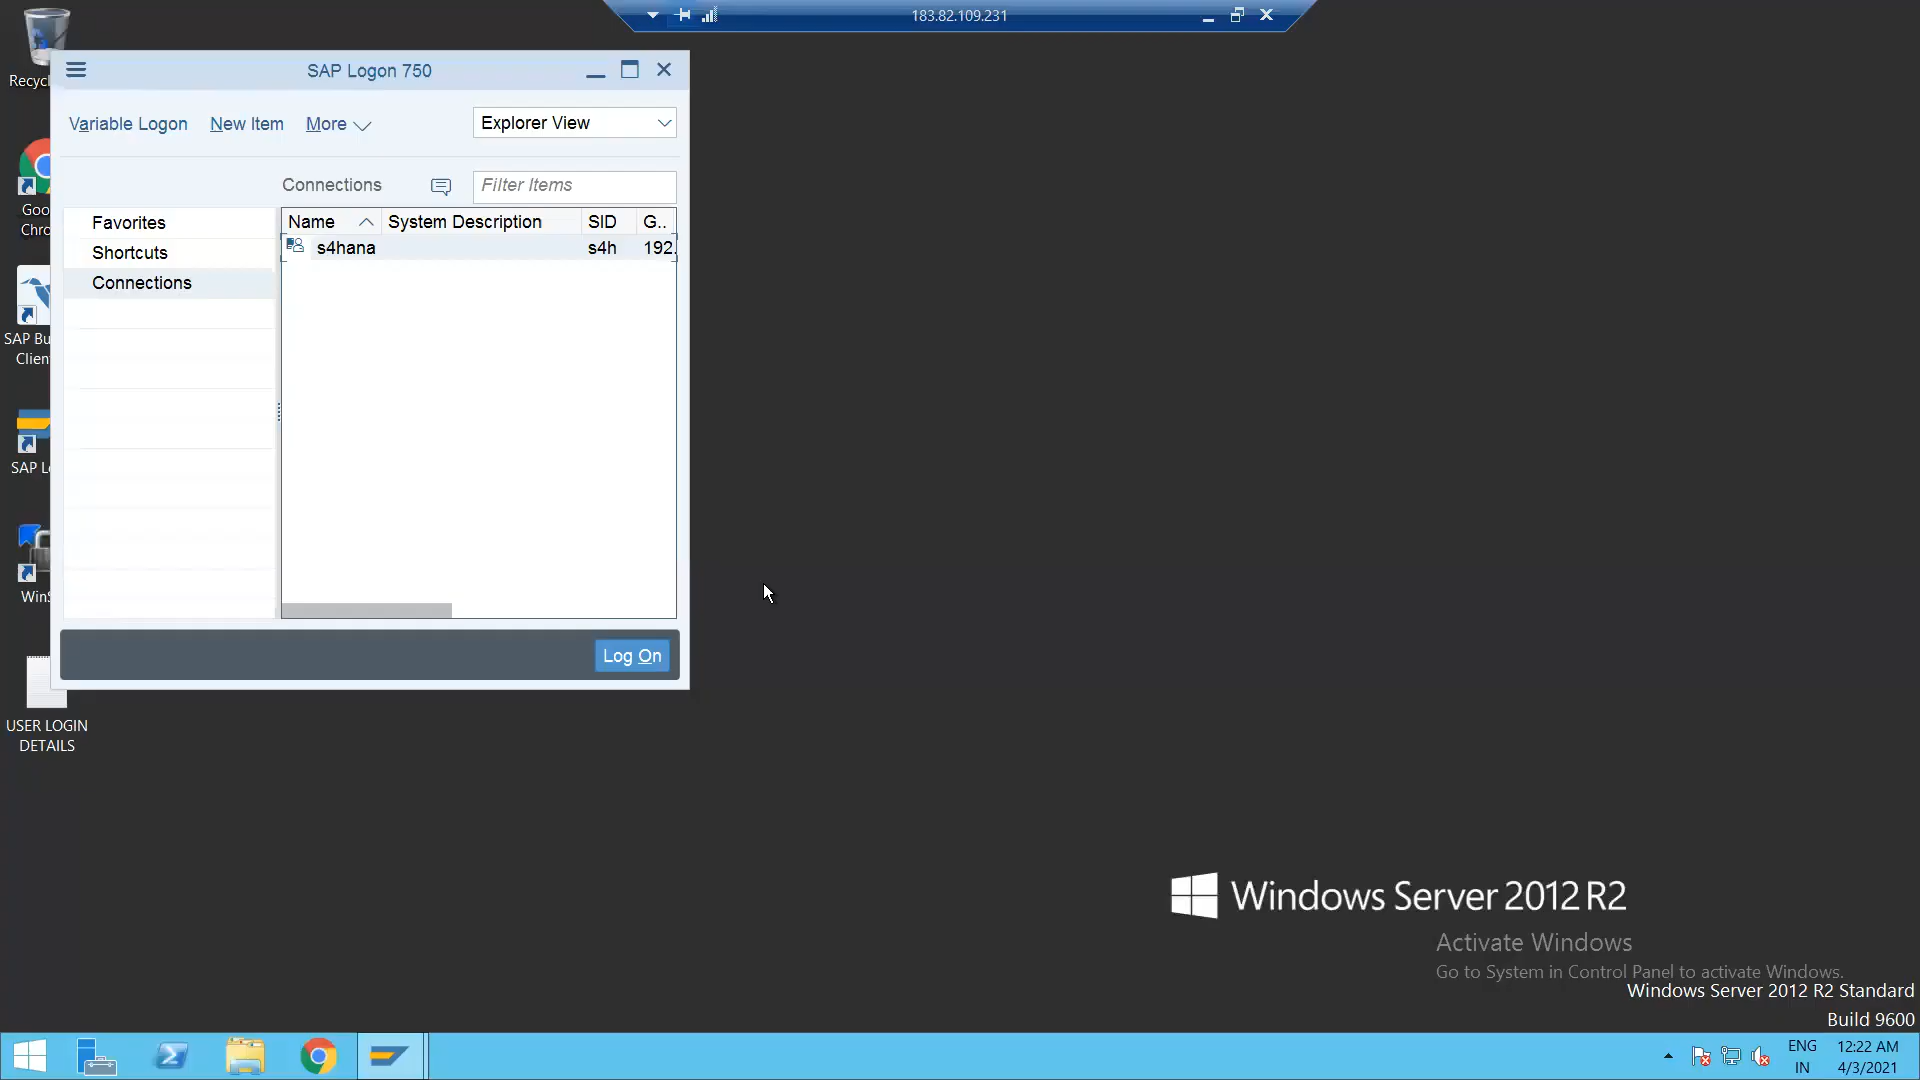 183.82.109.231
Recycl
SAP Logon 750
Variable Logon New Item More Explorer View
Connections Filter Items
Goo
Chro
Favorites
Shortcuts
Connections
Name System Description SID G..
s4hana s4h 192.
SAP Bu
Clien
SAP L
WinS
Log On
USER LOGIN
DETAILS
Windows Server 2012 R2
Activate Windows
Go to System in Control Panel to activate Windows.
Windows Server 2012 R2 Standard
Build 9600
ENG 12:22 AM
IN 4/3/2021